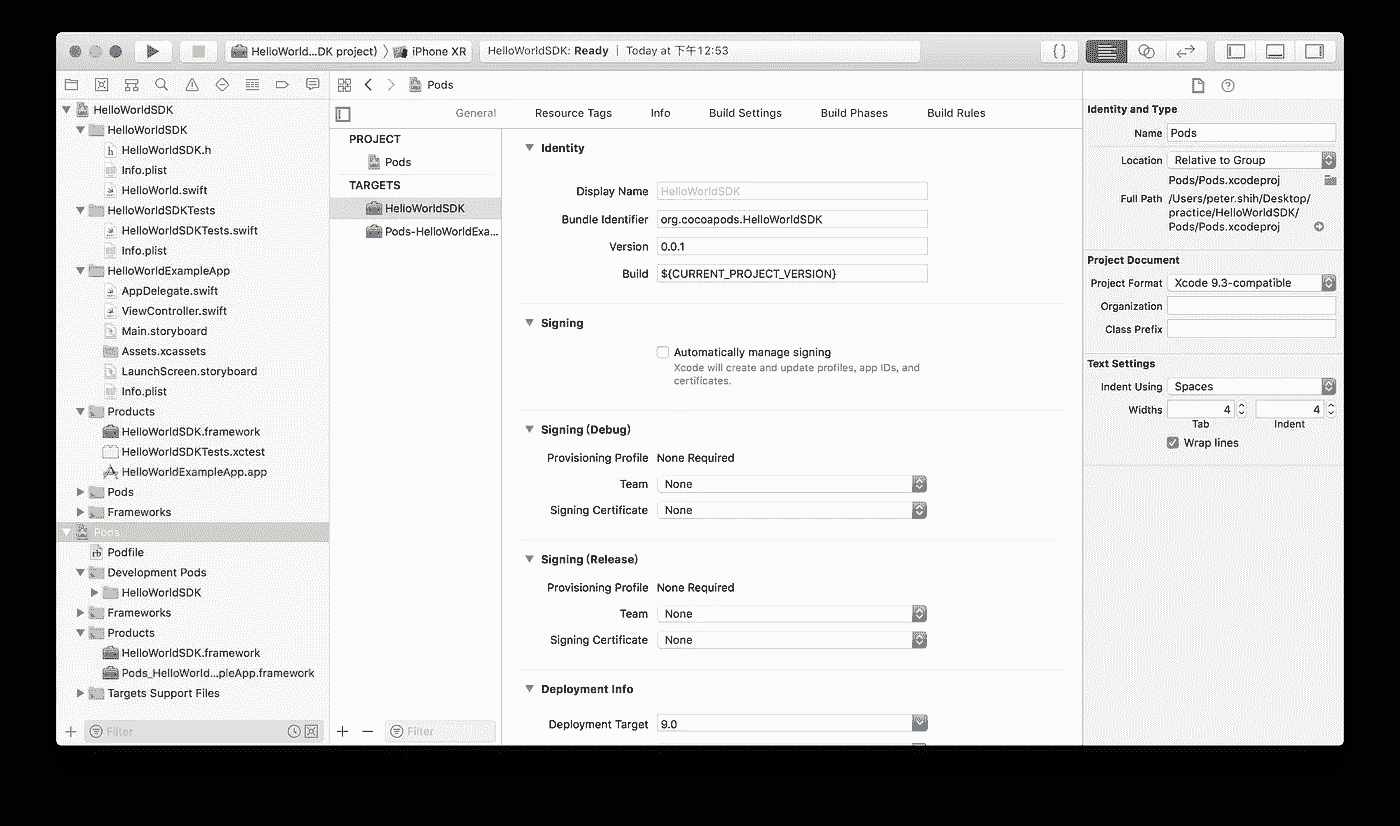 HelloWorld...DK project) iPhone XR
HelloWorldSDK: Ready | Today at 下午12:53
HelloWorldSDK
HelloWorldSDK
HelloWorldSDK.h
Info.plist
HelloWorld.swift
HelloWorldSDKTests
HelloWorldSDKTests.swift
Info.plist
HelloWorldExampleApp
AppDelegate.swift
ViewController.swift
Main.storyboard
Assets.xcassets
LaunchScreen.storyboard
Info.plist
Products
HelloWorldSDK.framework
HelloWorldSDKTests.xctest
HelloWorldExampleApp.app
Pods
Frameworks
Pods
Podfile
Development Pods
HelloWorldSDK
Frameworks
Products
HelloWorldSDK.framework
Pods_HelloWorld...pleApp.framework
Targets Support Files
Filter
Pods
General Resource Tags Info Build Settings Build Phases Build Rules
PROJECT
Pods
TARGETS
HelloWorldSDK
Pods-HelloWorldExa...
Filter
Identity
Display Name HelloWorldSDK
Bundle Identifier org.cocoapods.HelloWorldSDK
Version 0.0.1
Build ${CURRENT_PROJECT_VERSION}
Signing
Automatically manage signing
Xcode will create and update profiles, app IDs, and
certificates.
Signing (Debug)
Provisioning Profile None Required
Team None
Signing Certificate None
Signing (Release)
Provisioning Profile None Required
Team None
Signing Certificate None
Deployment Info
Deployment Target 9.0
Identity and Type
Name Pods
Location Relative to Group
Pods/Pods.xcodeproj
Full Path /Users/peter.shih/Desktop/
practice/HelloWorldSDK/
Pods/Pods.xcodeproj
Project Document
Project Format Xcode 9.3-compatible
Organization
Class Prefix
Text Settings
Indent Using Spaces
Widths 4 4
Tab Indent
Wrap lines